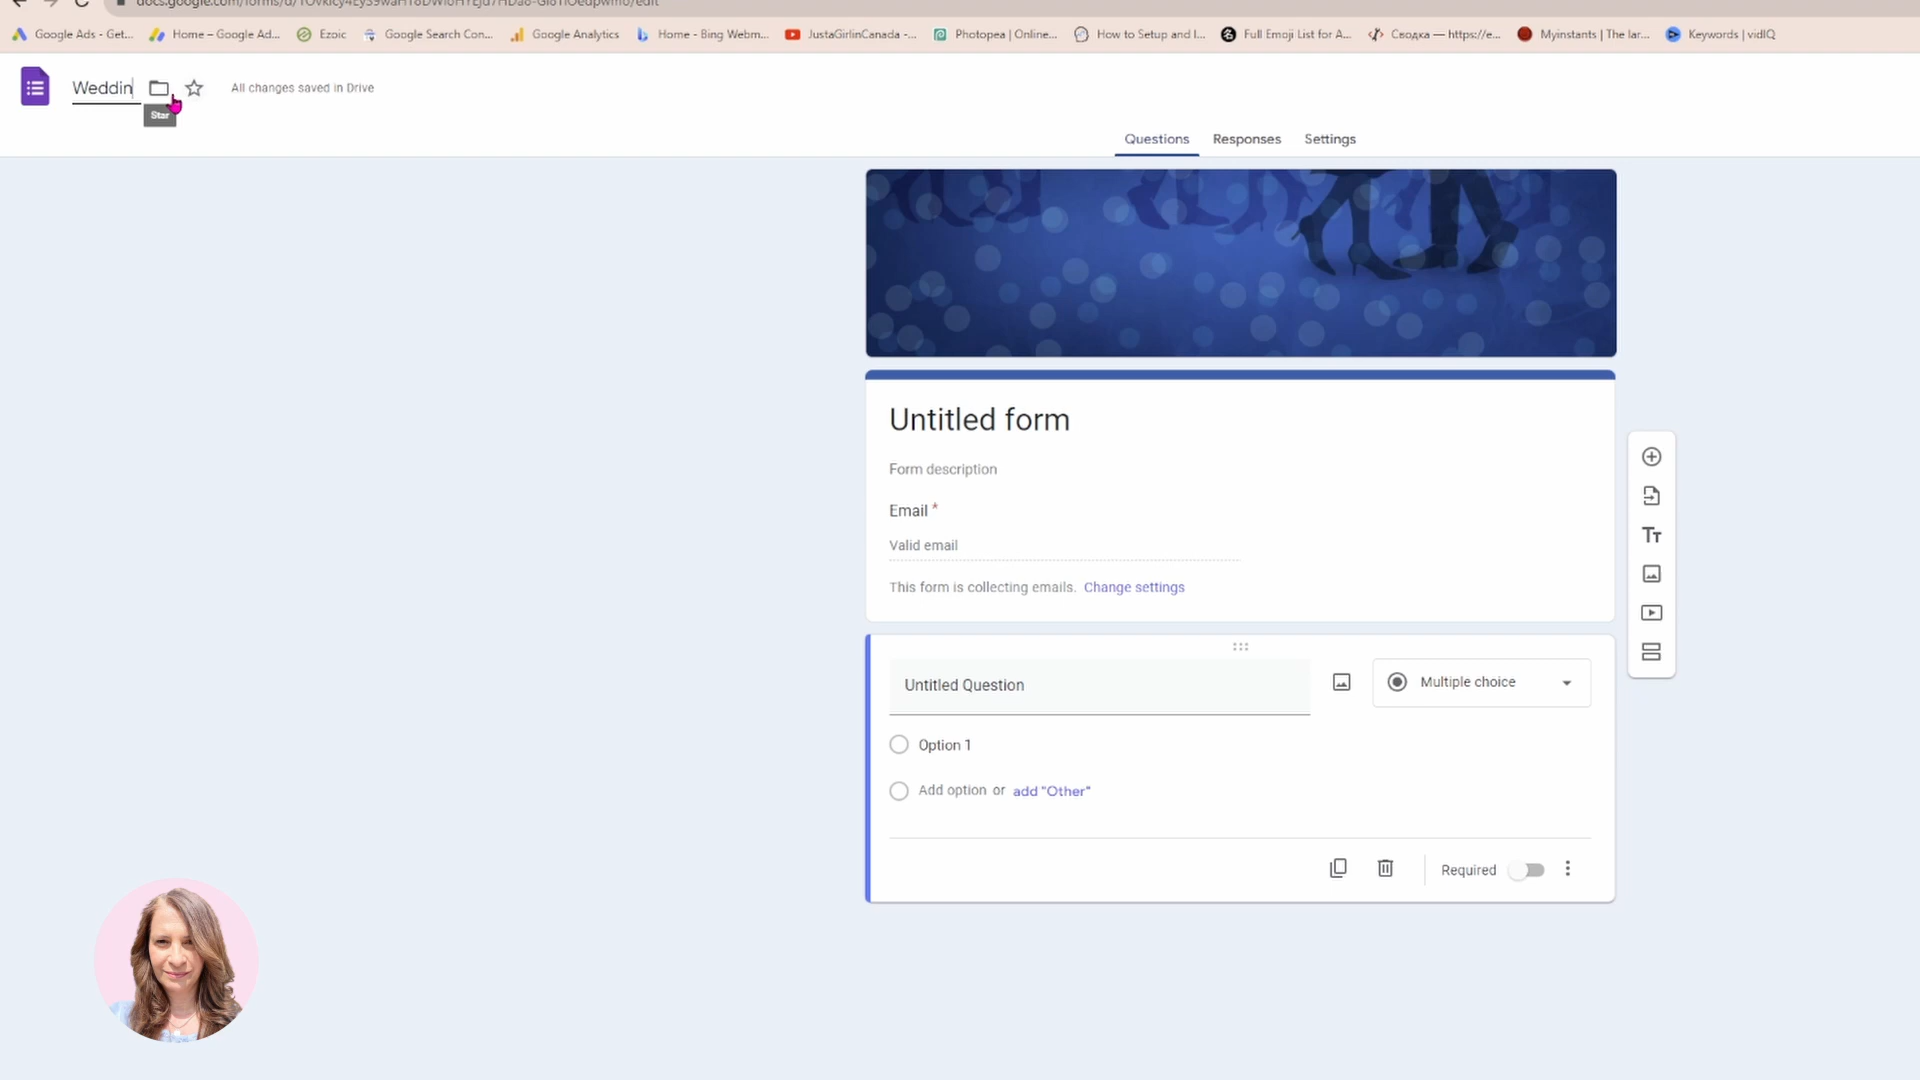 Google Ads - Get...
Home – Google Ad...
Ezoic
Google Search Con...
Google Analytics
Home - Bing Webm...
JustaGirlinCanada -...
Photopea | Online...
How to Setup and I...
Full Emoji List for A...
Сводка — https://e...
Myinstants | The lar...
Keywords | vidIQ
Weddin
All changes saved in Drive
Star
Questions
Responses
Settings
Untitled form
Form description
Email *
Valid email
This form is collecting emails. Change settings
Untitled Question
Multiple choice
Option 1
Add option or add "Other"
Required
Tт